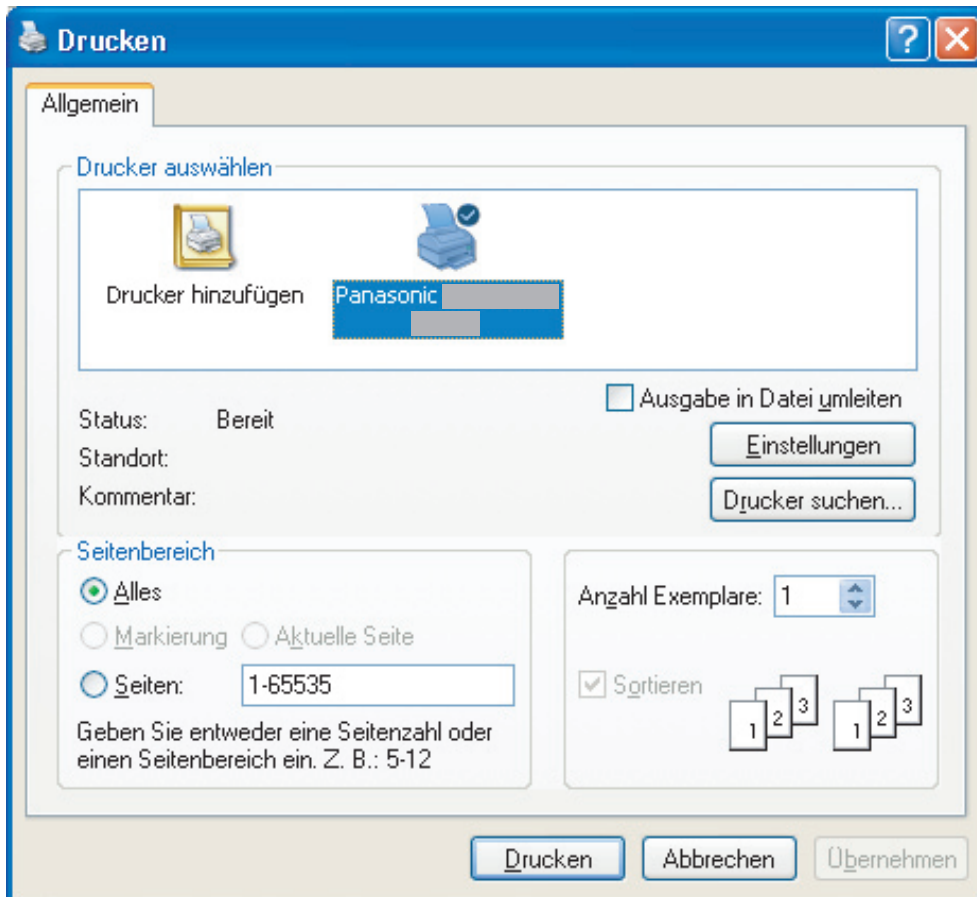 Drucken
Allgemein
Drucker auswählen
Drucker hinzufügen
Panasonic
Ausgabe in Datei umleiten
Status: Bereit
Einstellungen
Standort:
Kommentar:
Drucker suchen...
Seitenbereich
Alles
Markierung Aktuelle Seite
Seiten: 1-65535
Geben Sie entweder eine Seitenzahl oder
einen Seitenbereich ein. Z. B.: 5-12
Anzahl Exemplare: 1
Sortieren
1 2 3 1 2 3
Drucken Abbrechen Übernehmen